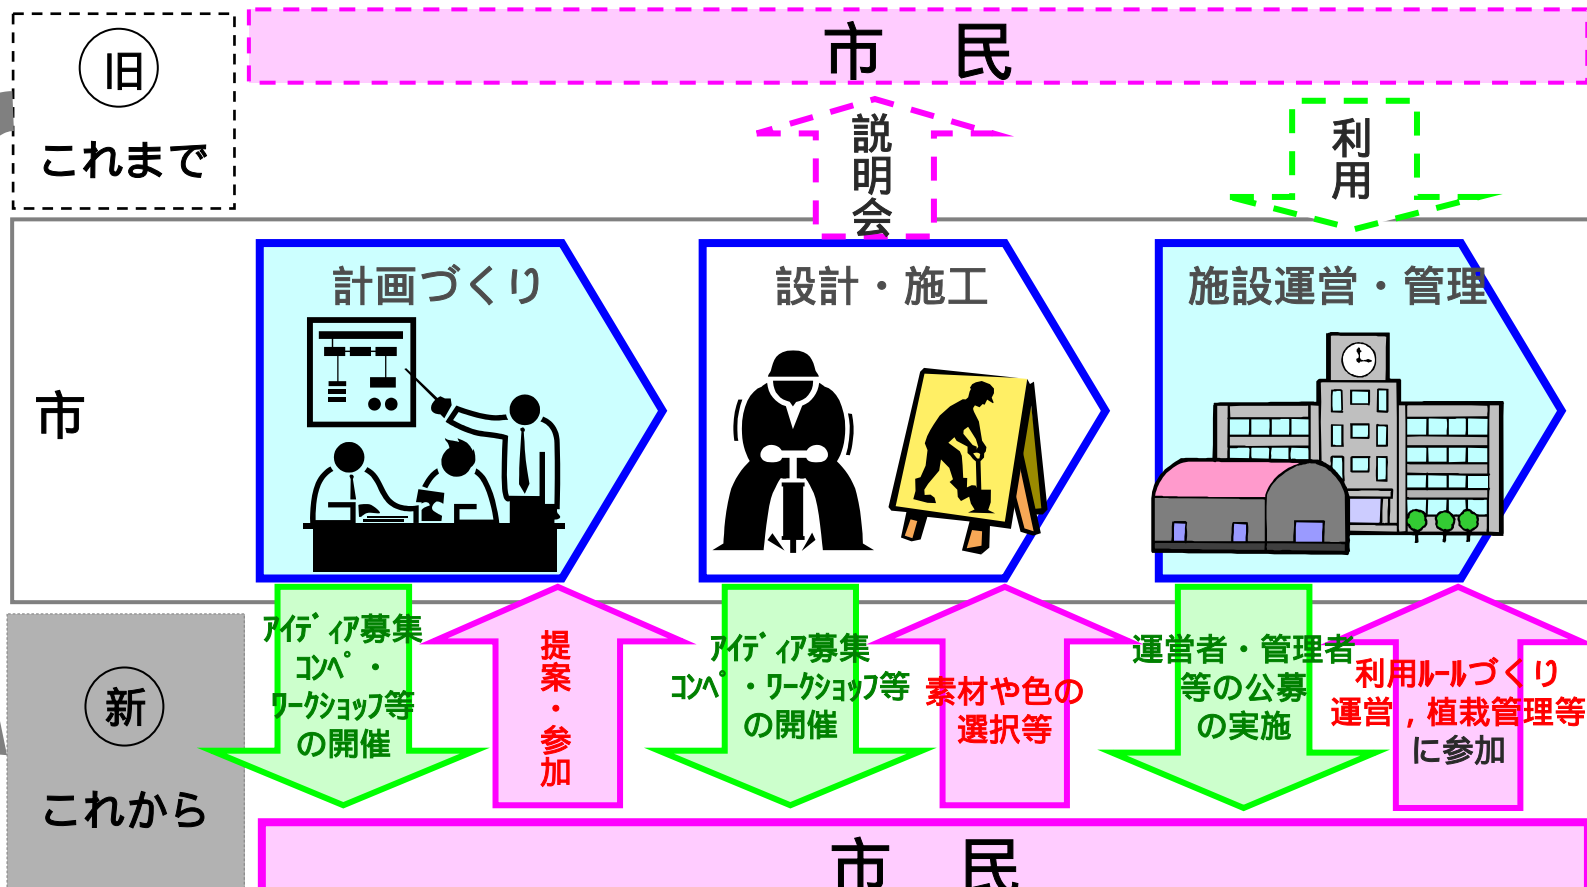 旧
これまで
市　民
説明会
利用
市
計画づくり
設計・施工
施設運営・管理
新
これから
ｱｲﾃﾞｨｱ募集
ｺﾝﾍﾟ・
ﾜｰｸｼｮｯﾌﾟ等
の開催
提案・参加
ｱｲﾃﾞｨｱ募集
ｺﾝﾍﾟ・ﾜｰｸｼｮｯﾌﾟ等
の開催
素材や色の
選択等
運営者・管理者
等の公募
の実施
利用ﾙｰﾙづくり
運営，植栽管理等
に参加
市　民